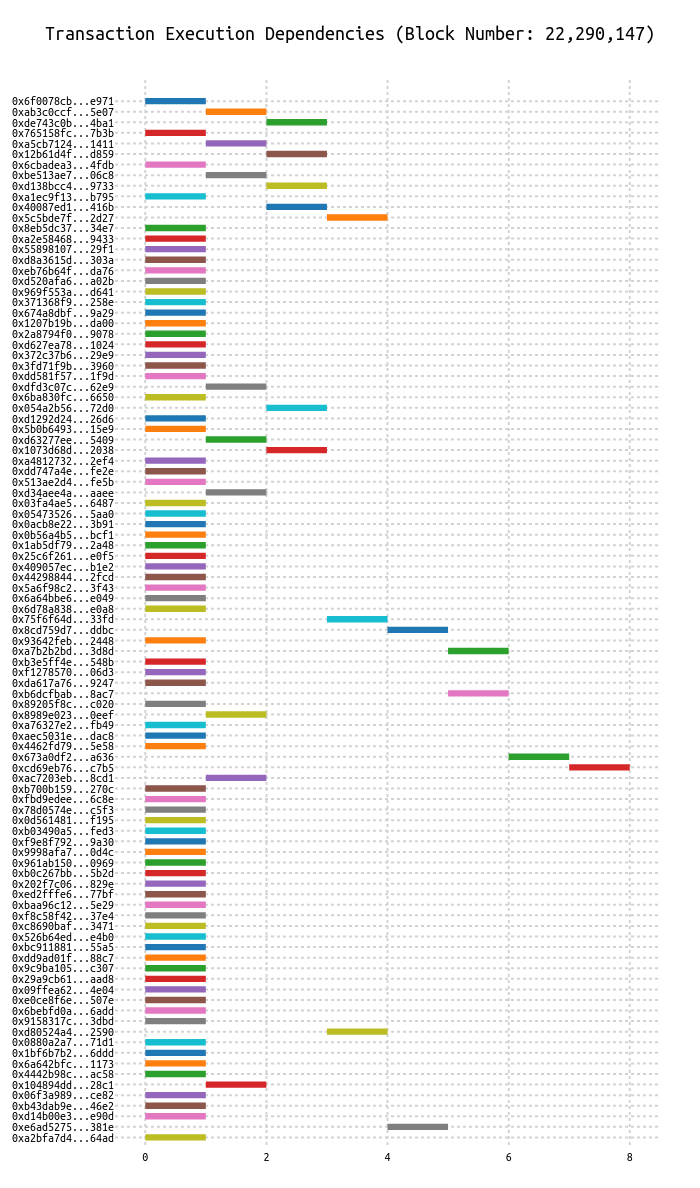 Transaction Execution Dependencies (Block Number: 22,290,147)
0x6f0078cb...e971
0xab3c0ccf...5e07
0xde743c0b...4ba1
0x765158fc...7b3b
0xa5cb7124...1411
0x12b61d4f...d859
0x6cbadea3...4fdb
0xbe513ae7...06c8
0xd138bcc4...9733
0xa1ec9f13...b795
0x40087ed1...416b
0x5c5bde7f...2d27
0x8eb5dc37...34e7
0xa2e58468...9433
0x55898107...29f1
0xd8a3615d...303a
0xeb76b64f...da76
0xd520afa6...a02b
0x969f553a...d641
0x371368f9...258e
0x674a8dbf...9a29
0x1207b19b...da00
0x2a8794f0...9078
0xd627ea78...1024
0x372c37b6...29e9
0x3fd71f9b...3960
0xdd581f57...1f9d
0xdfd3c07c...62e9
0x6ba830fc...6650
0x054a2b56...72d0
0xd1292d24...26d6
0x5b0b6493...15e9
0xd63277ee...5409
0x1073d68d...2038
0xa4812732...2ef4
0xdd747a4e...fe2e
0x513ae2d4...fe5b
0xd34aee4a...aaee
0x03fa4ae5...6487
0x05473526...5aa0
0x0acb8e22...3b91
0x0b56a4b5...bcf1
0x1ab5df79...2a48
0x25c6f261...e0f5
0x409057ec...b1e2
0x44298844...2fcd
0x5a6f98c2...3f43
0x6a64bbe6...e049
0x6d78a838...e0a8
0x75f6f64d...33fd
0x8cd759d7...ddbc
0x93642feb...2448
0xa7b2b2bd...3d8d
0xb3e5ff4e...548b
0xf1278570...06d3
0xda617a76...9247
0xb6dcfbab...8ac7
0x89205f8c...c020
0x8989e023...0eef
0xa76327e2...fb49
0xaec5031e...dac8
0x4462fd79...5e58
0x673a0df2...a636
0xcd69eb76...c7b5
0xac7203eb...8cd1
0xb700b159...270c
0xfbd9edee...6c8e
0x78d0574e...c5f3
0x0d561481...f195
0xb03490a5...fed3
0xf9e8f792...9a30
0x9998afa7...0d4c
0x961ab150...0969
0xb0c267bb...5b2d
0x202f7c06...829e
0xed2fffe6...77bf
0xbaa96c12...5e29
0xf8c58f42...37e4
0xc8690baf...3471
0x526b64ed...e4b0
0xbc911881...55a5
0xdd9ad01f...88c7
0x9c9ba105...c307
0x29a9cb61...aad8
0x09ffea62...4e04
0xe0ce8f6e...507e
0x6bebfd0a...6add
0x9158317c...3dbd
0xd80524a4...2590
0x0880a2a7...71d1
0x1bf6b7b2...6ddd
0x6a642bfc...1173
0x4442b98c...ac58
0x104894dd...28c1
0x06f3a989...ce82
0xb43dab9e...46e2
0xd14b00e3...e90d
0xe6ad5275...381e
0xa2bfa7d4...64ad
0 2 4 6 8